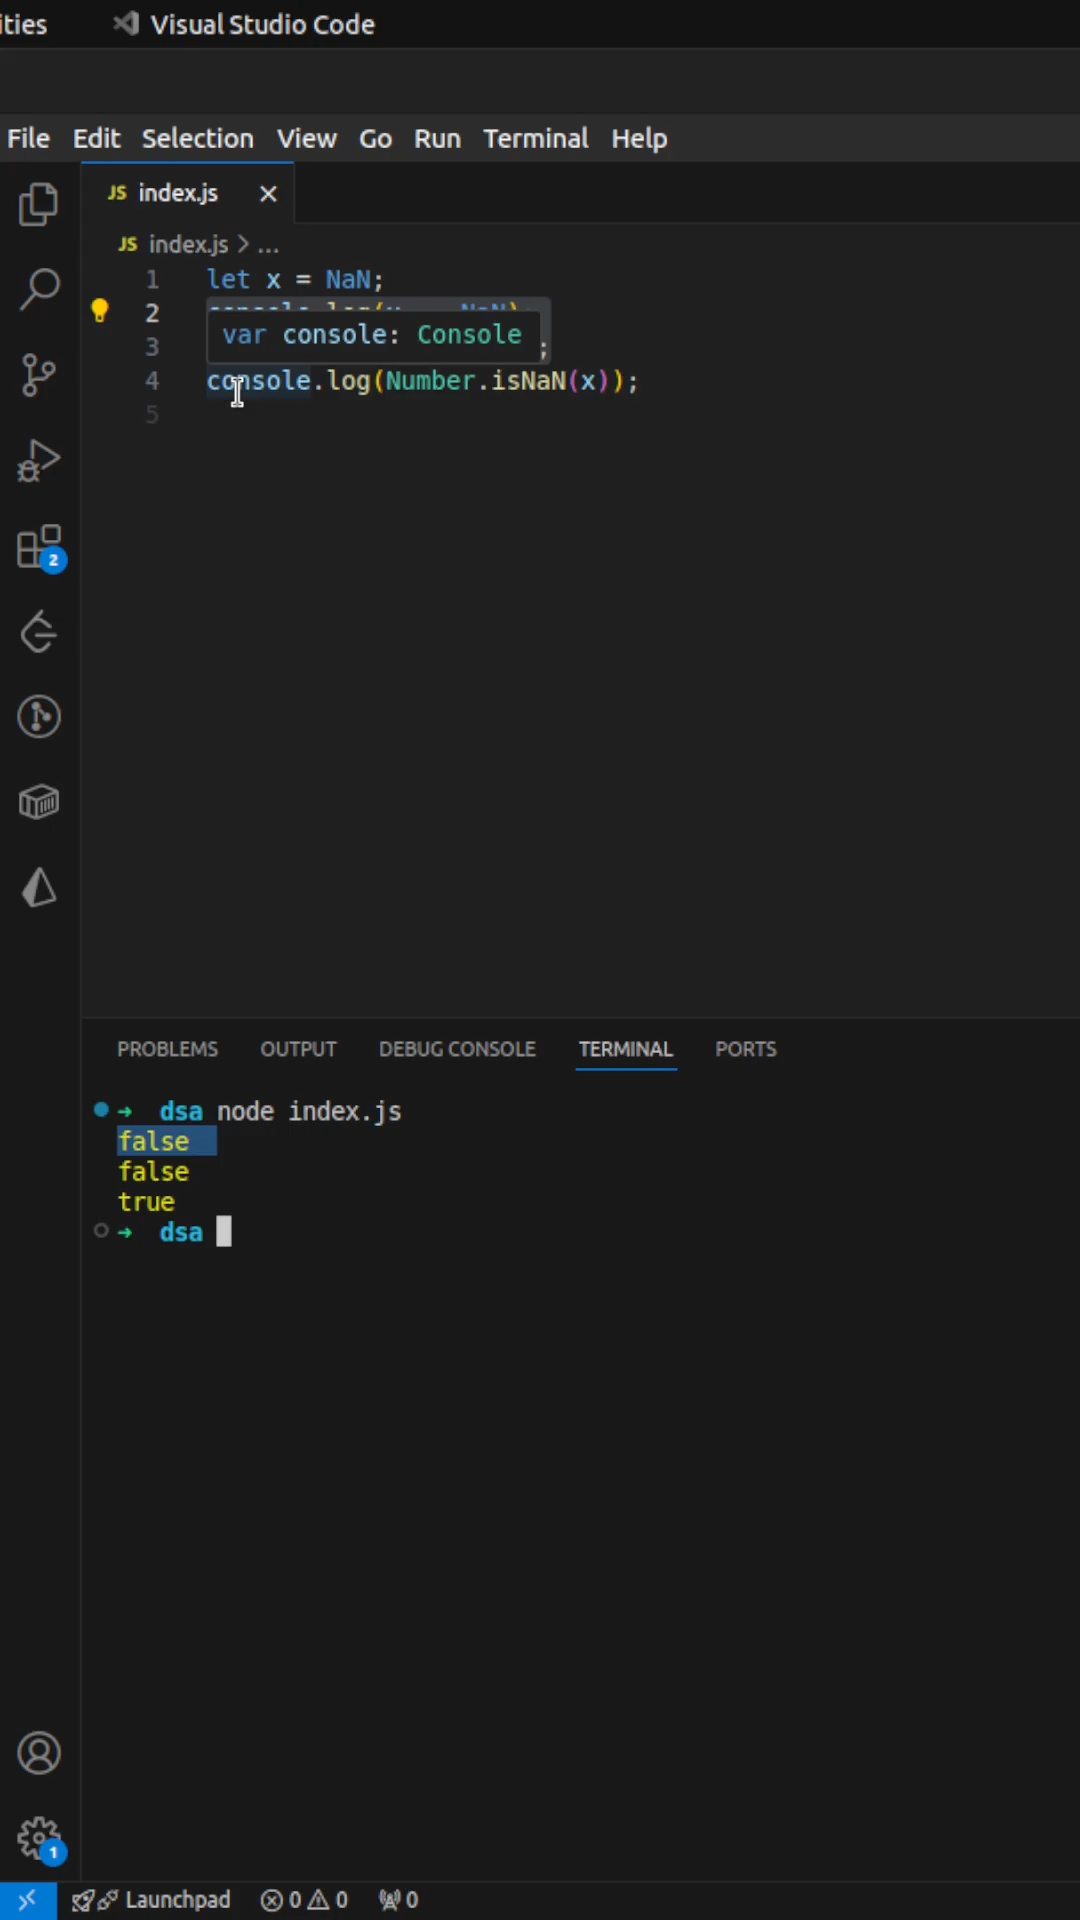 ities Visual Studio Code
File Edit Selection View Go Run Terminal Help
JS index.js
JS index.js > ...
1 let x = NaN;
2
var console: Console
3 ;
4 console.log(Number.isNaN(x));
5
2
PROBLEMS OUTPUT DEBUG CONSOLE TERMINAL PORTS
dsa node index.js
false
false
true
dsa
1
Launchpad 0 0 0